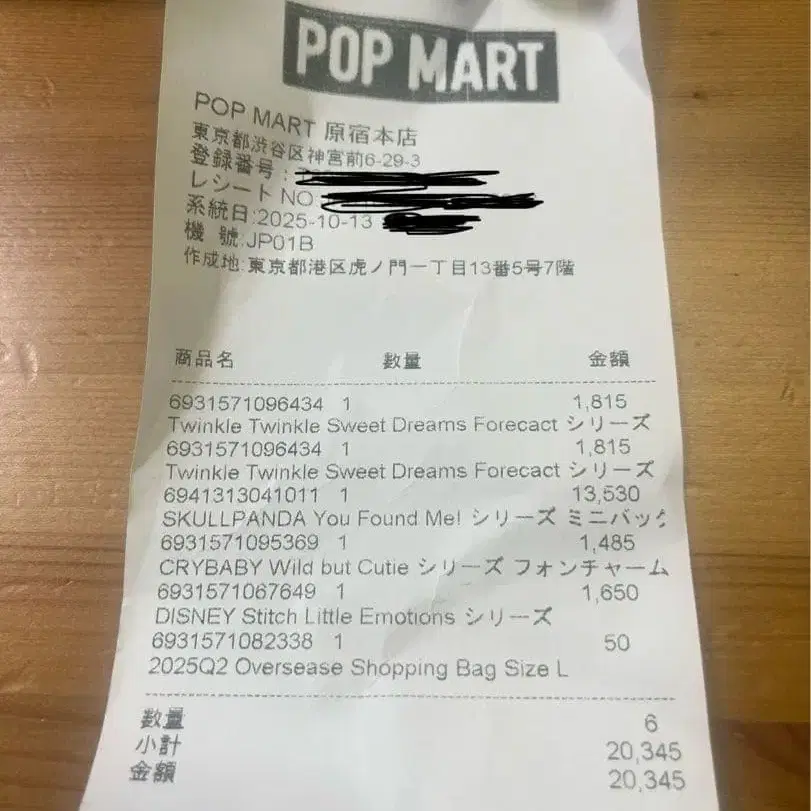 POP MART
POP MART 原宿本店
東京都渋谷区神宮前6-29-3
登録番号:
レシート NO
系統日:2025-10-13
機 號:JP01B
作成地:東京都港区虎ノ門一丁目13番5号7階
商品名 数量 金額
6931571096434 1 1,815
Twinkle Twinkle Sweet Dreams Forecact シリーズ
6931571096434 1 1,815
Twinkle Twinkle Sweet Dreams Forecact シリーズ
6941313041011 1 13,530
SKULLPANDA You Found Me! シリーズ ミニバッグ
6931571095369 1 1,485
CRYBABY Wild but Cutie シリーズ フォンチャーム
6931571067649 1 1,650
DISNEY Stitch Little Emotions シリーズ
6931571082338 1 50
2025Q2 Oversease Shopping Bag Size L
数量 6
小計 20,345
金額 20,345